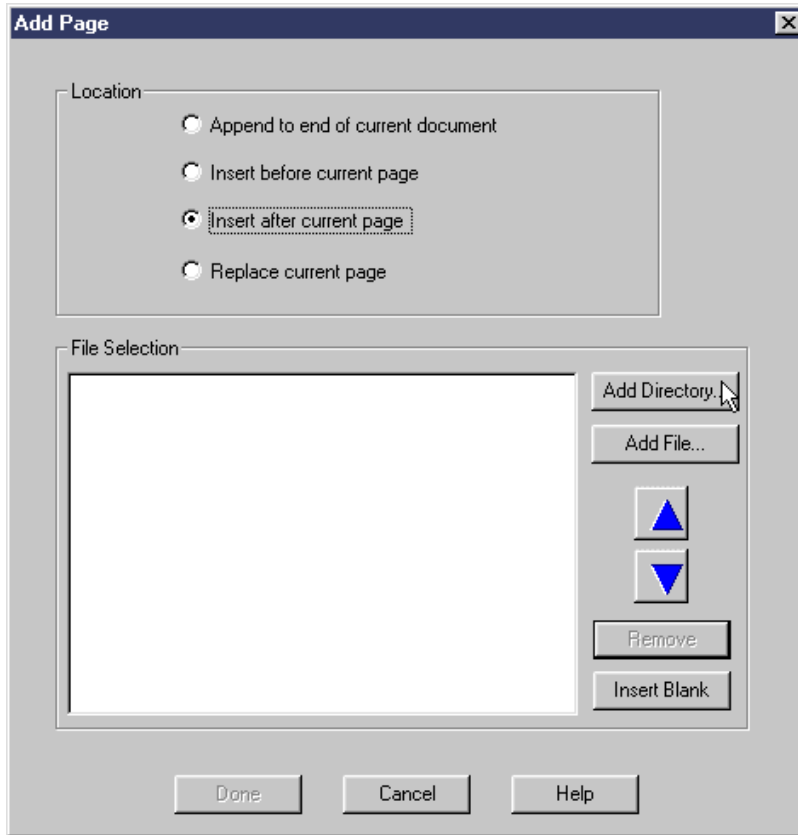 Add Page
Location
Append to end of current document
Insert before current page
Insert after current page
Replace current page
File Selection
Add Directory...
Add File...
Remove
Insert Blank
Done
Cancel
Help